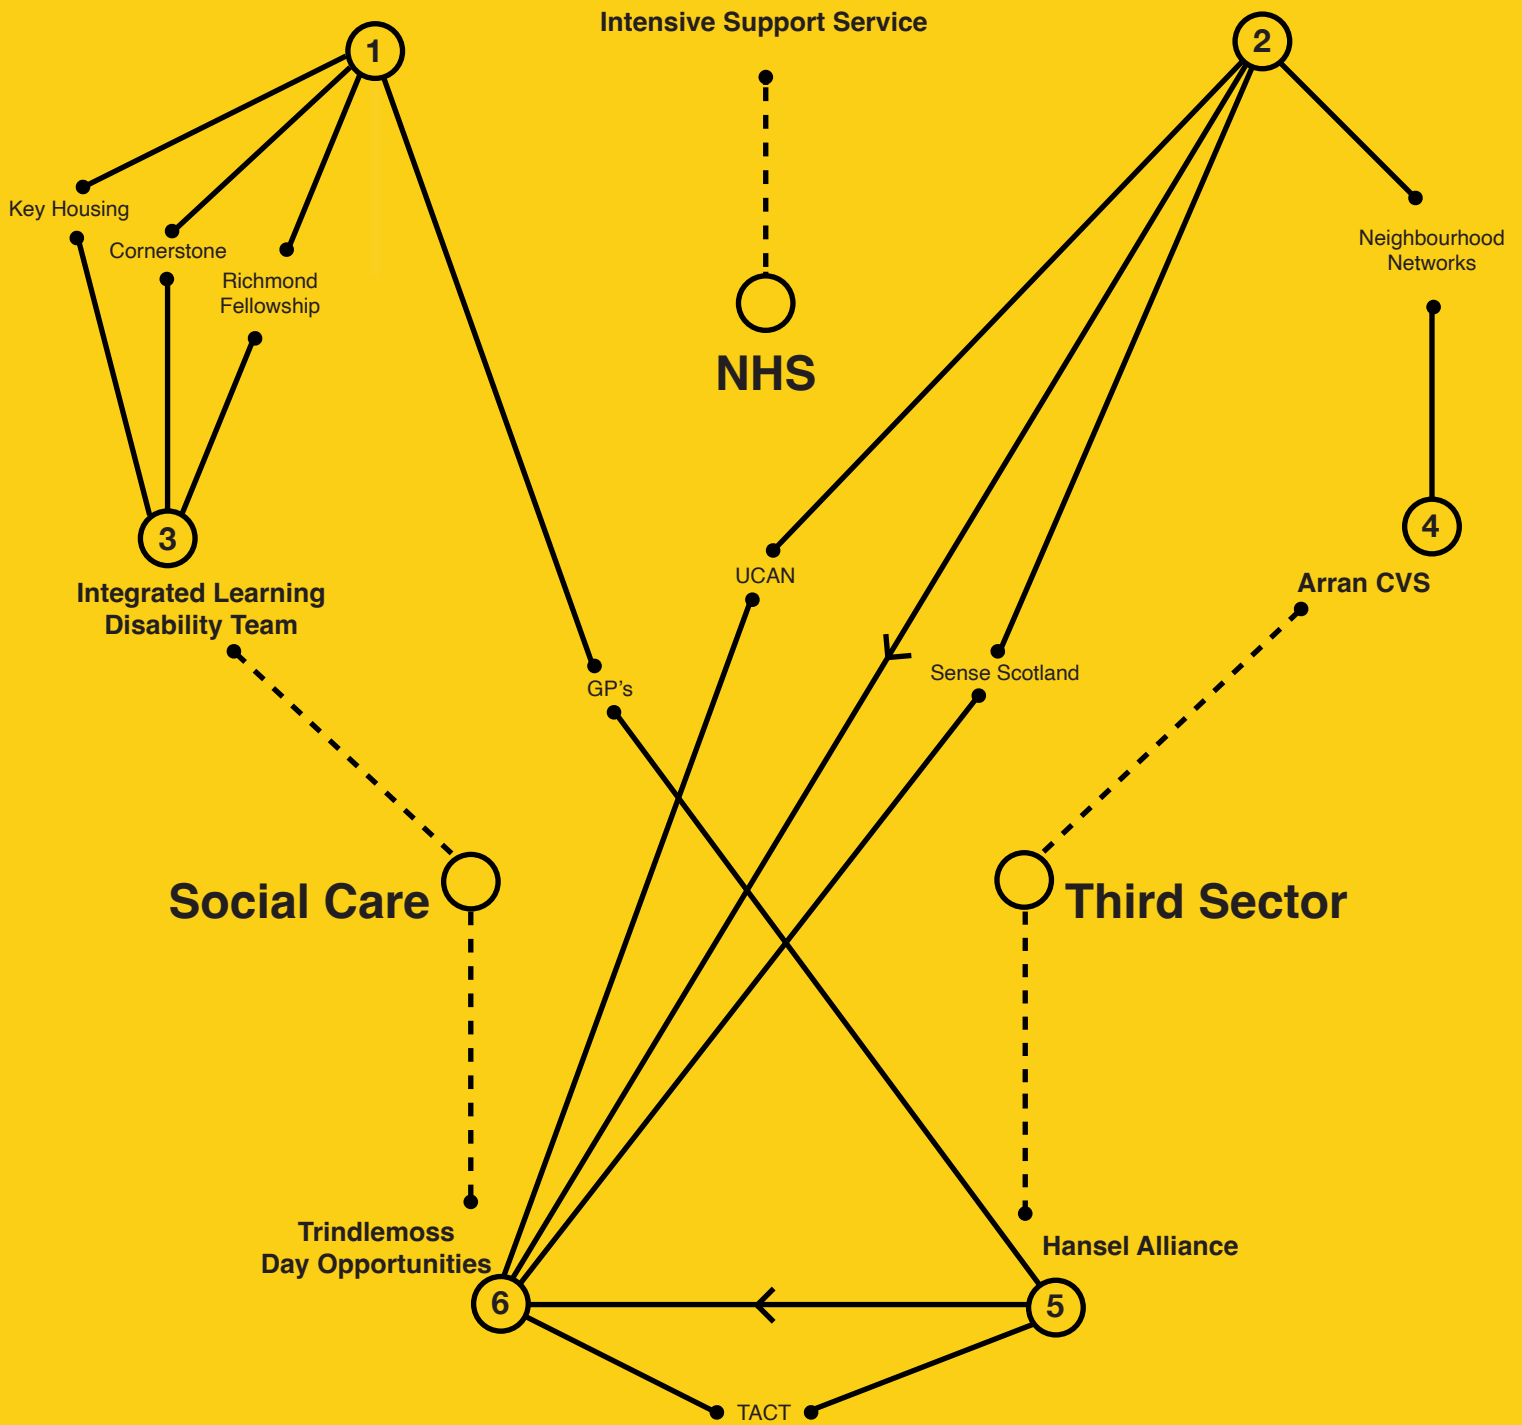 Intensive Support Service
1
2
Key Housing
Cornerstone
Richmond
Fellowship
Neighbourhood
Networks
NHS
3
Integrated Learning
Disability Team
4
Arran CVS
UCAN
GP's
Sense Scotland
Social Care
Third Sector
Trindlemoss
Day Opportunities
Hansel Alliance
6
5
TACT